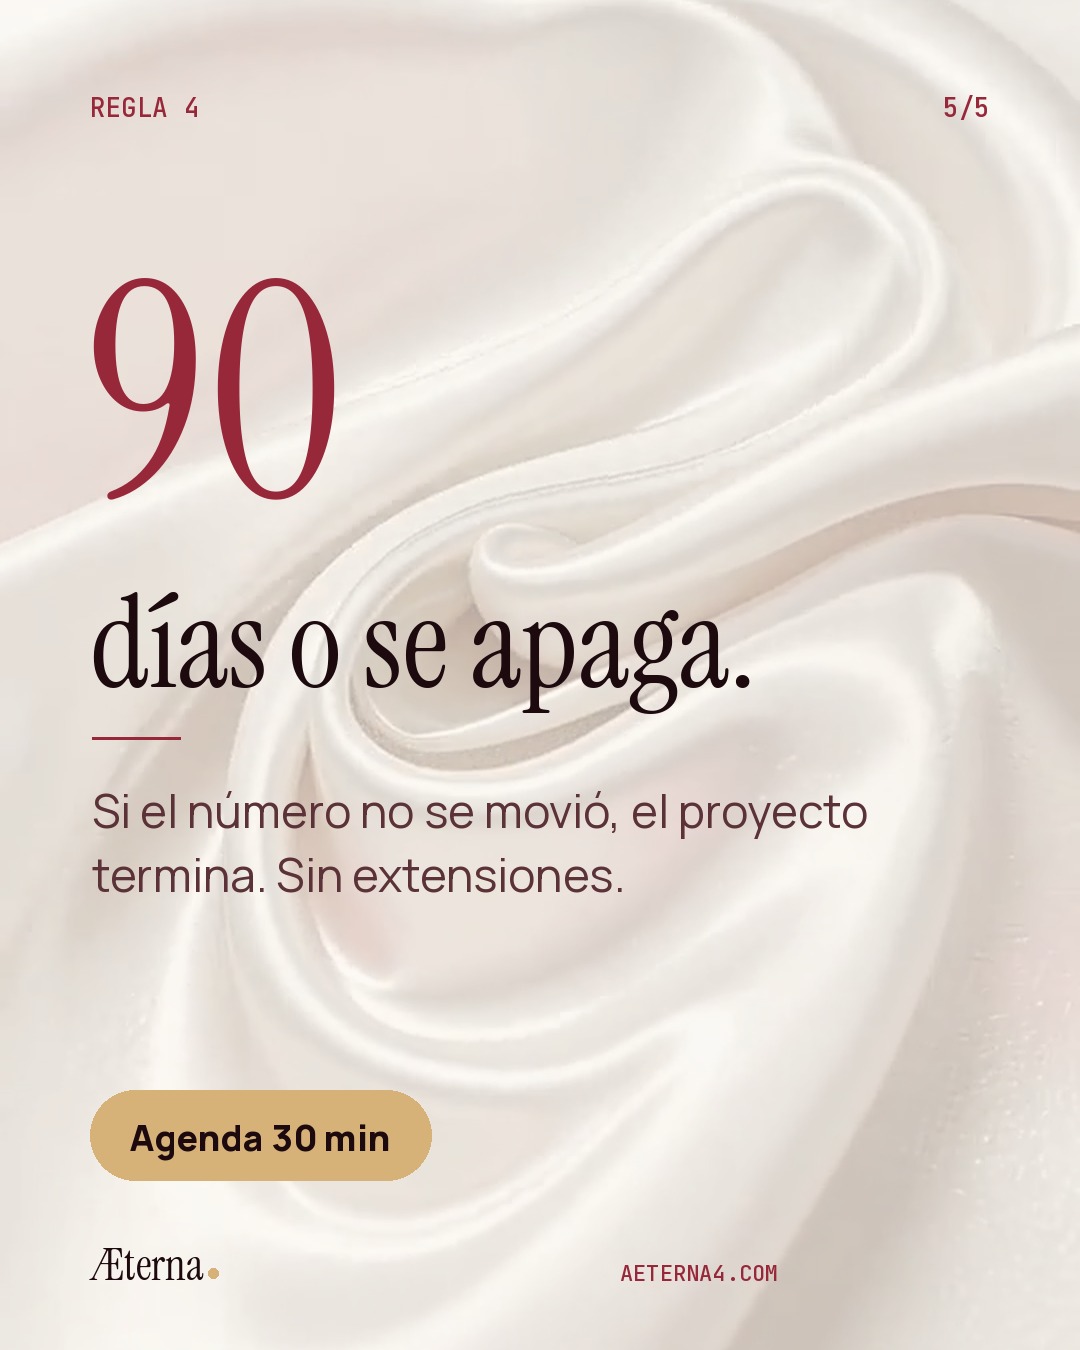 REGLA 4
5/5
90
días o se apaga.
Si el número no se movió, el proyecto
termina. Sin extensiones.
Agenda 30 min
Æterna
AETERNA4.COM